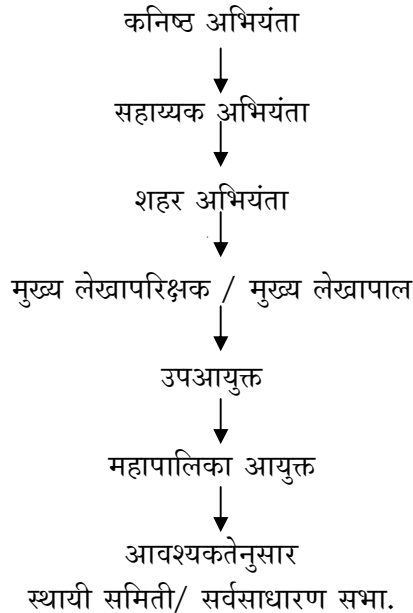 कनिष्ठ अभियंता
सहाय्यक अभियंता
शहर अभियंता
मुख्य लेखापरिक्षक / मुख्य लेखापाल
उपआयुक्त
महापालिका आयुक्त
आवश्यकतेनुसार
स्थायी समिती/ सर्वसाधारण सभा.